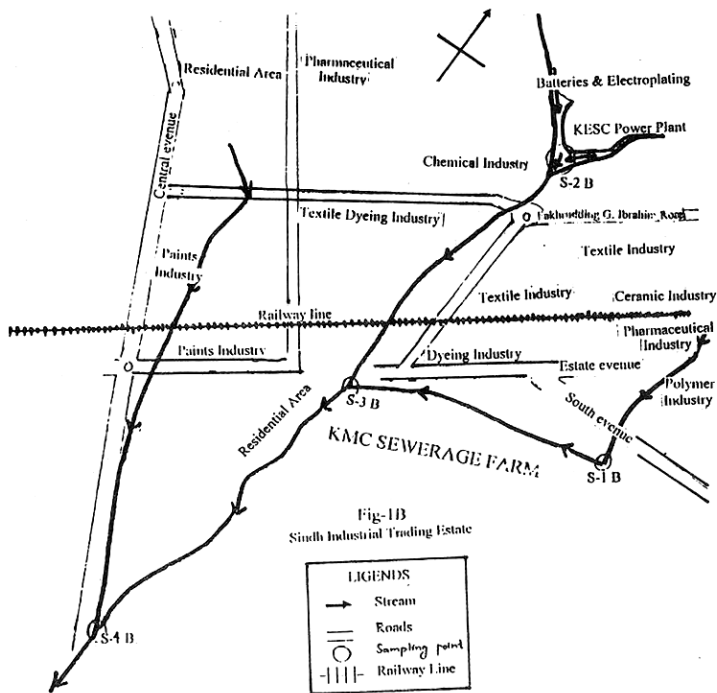 Residential Area
Pharmaceutical
Industry
Batteries & Electroplating
KESC Power Plant
Chemical Industry
S-2 B
Central evenue
Textile Dyeing Industry
Fakhrudding G. Ibrahim Road
Textile Industry
Paints
Industry
Textile Industry
Ceramic Industry
Railway line
Pharmaceutical
Industry
Paints Industry
Dyeing Industry
Estate evenue
Polymer
Industry
S-3 B
South evenue
Residential Area
KMC SEWERAGE FARM
S-1 B
Fig-1B
Sindh Industrial Trading Estate
LIGENDS
Stream
Roads
Sampling point
Railway Line
S-4 B